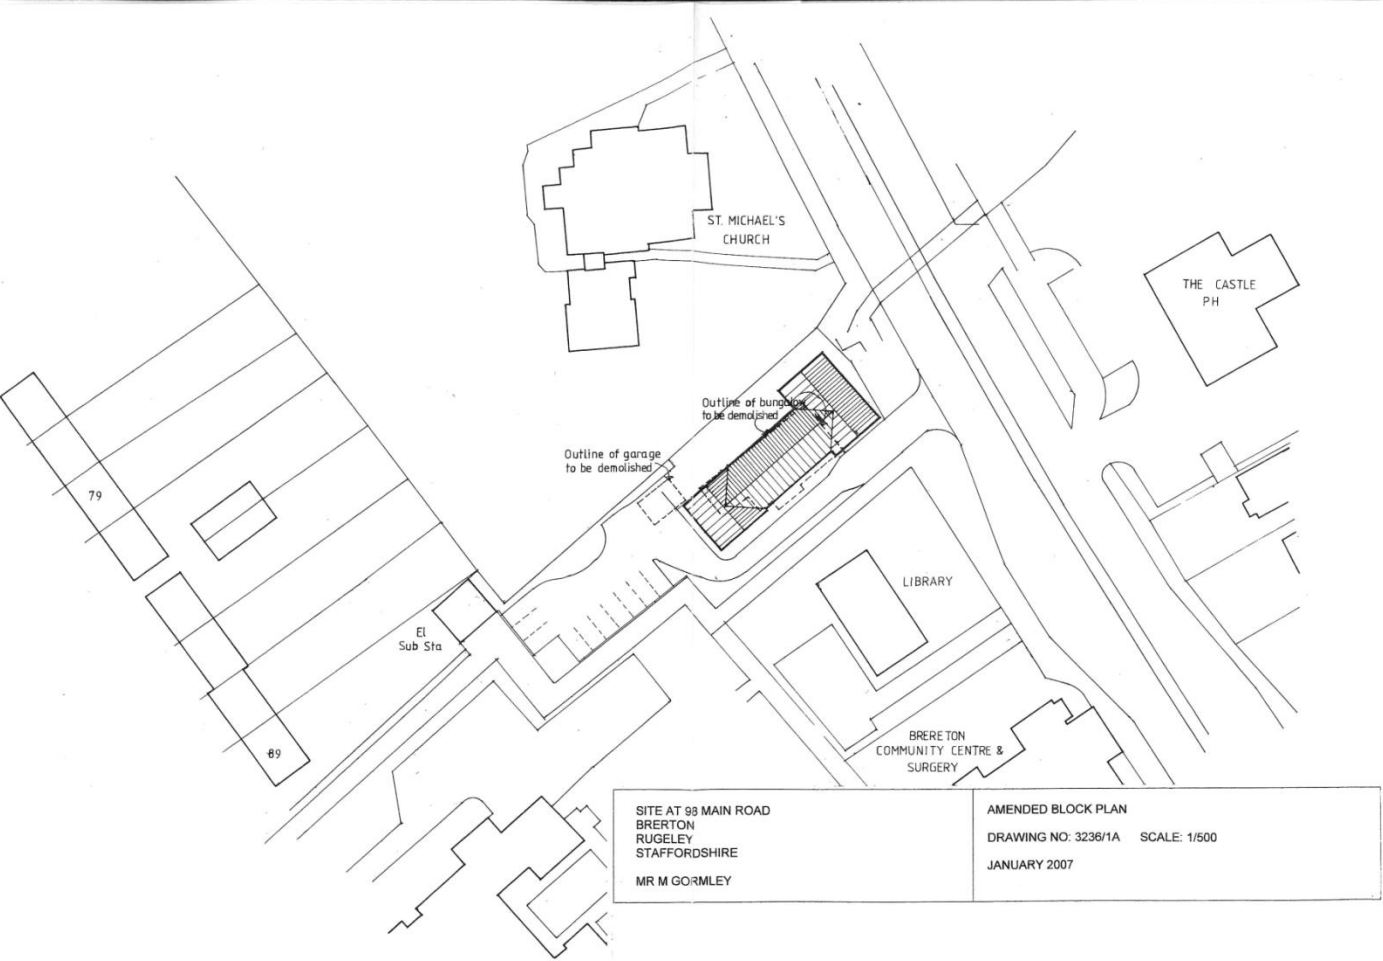 ST. MICHAEL'S
CHURCH
THE CASTLE
PH
Outline of bungalow
to be demolished
Outline of garage
to be demolished
79
LIBRARY
El
Sub Sta
89
BRERETON
COMMUNITY CENTRE &
SURGERY
SITE AT 98 MAIN ROAD
BRERTON
RUGELEY
STAFFORDSHIRE
MR M GORMLEY
AMENDED BLOCK PLAN
DRAWING NO: 3236/1A SCALE: 1/500
JANUARY 2007